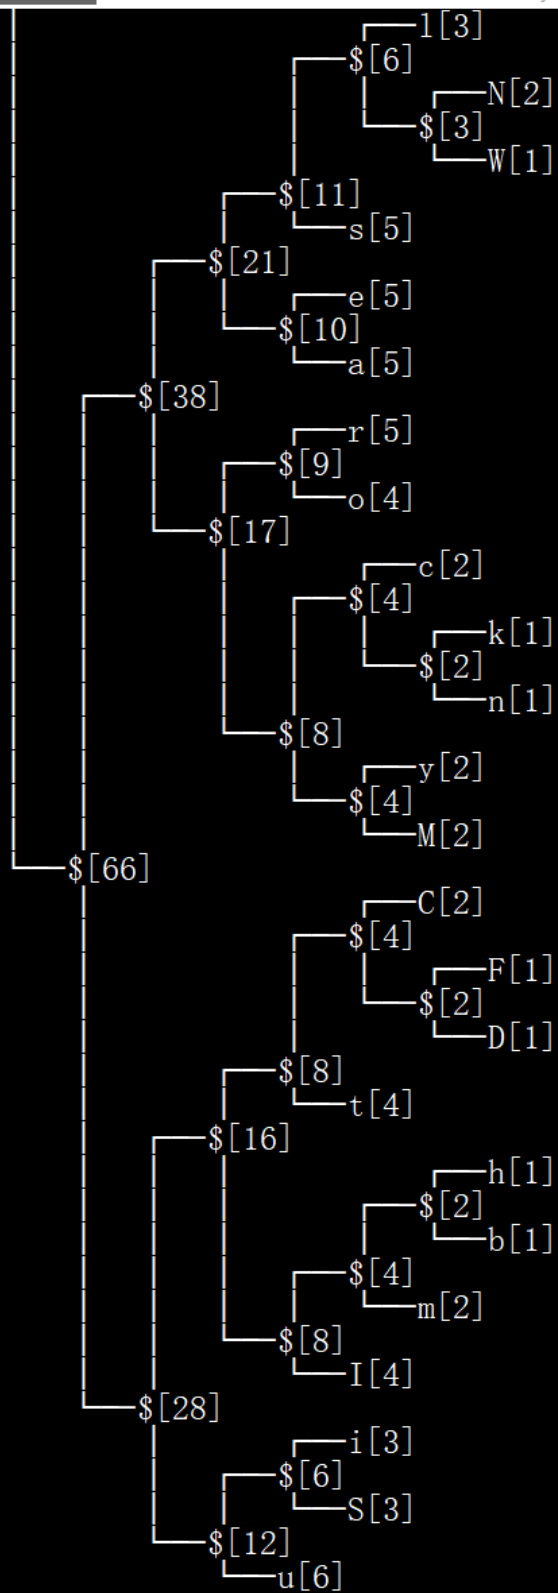 l[3]
$[6]
N[2]
$[3]
W[1]
$[11]
s[5]
$[21]
e[5]
$[10]
a[5]
$[38]
r[5]
$[9]
o[4]
$[17]
c[2]
$[4]
k[1]
$[2]
n[1]
$[8]
y[2]
$[4]
M[2]
$[66]
C[2]
$[4]
F[1]
$[2]
D[1]
$[8]
t[4]
$[16]
h[1]
$[2]
b[1]
$[4]
m[2]
$[8]
I[4]
$[28]
i[3]
$[6]
S[3]
$[12]
u[6]